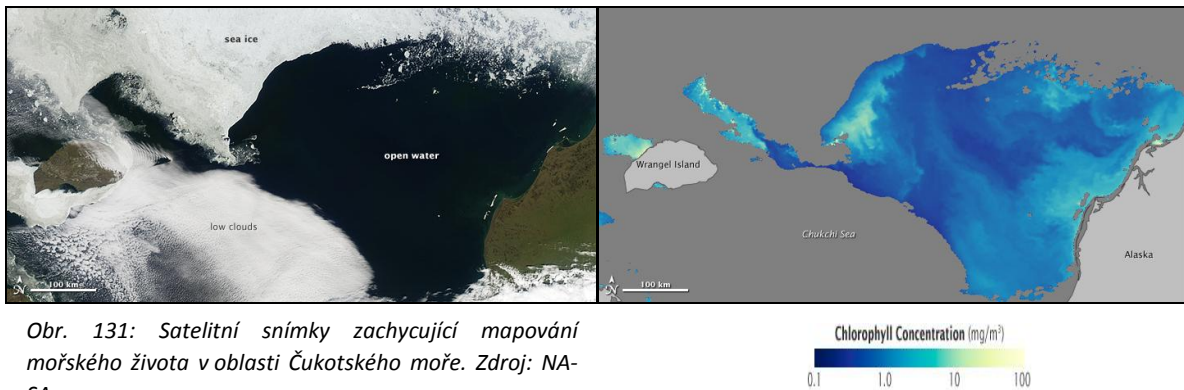 sea ice
open water
low clouds
N
100 km
Wrangel Island
Chukchi Sea
Alaska
N
100 km
Obr. 131: Satelitní snímky zachycující mapování
mořského života v oblasti Čukotského moře. Zdroj: NA-
Chlorophyll Concentration (mg/m³)
0.1 1.0 10 100